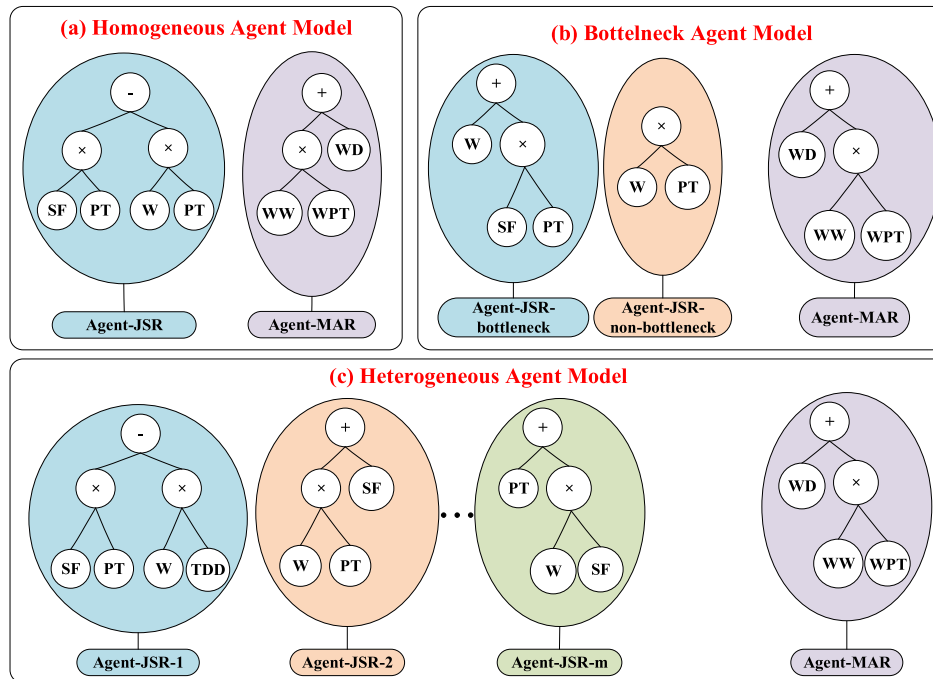 (a) Homogeneous Agent Model
-
× ×
SF PT W PT
Agent-JSR
+
× WD
WW WPT
Agent-MAR
(b) Bottelneck Agent Model
+
W ×
SF PT
Agent-JSR-
bottleneck
×
W PT
Agent-JSR-
non-bottleneck
+
WD ×
WW WPT
Agent-MAR
(c) Heterogeneous Agent Model
-
× ×
SF PT W TDD
Agent-JSR-1
+
× SF
W PT
Agent-JSR-2
...
+
PT ×
W SF
Agent-JSR-m
+
WD ×
WW WPT
Agent-MAR